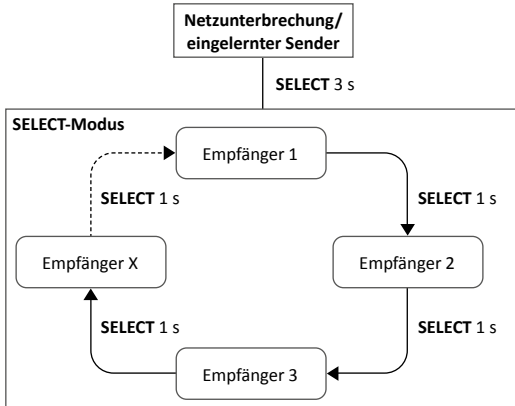 Netzunterbrechung/
eingelernter Sender
SELECT 3 s
SELECT-Modus
Empfänger 1
SELECT 1 s
SELECT 1 s
Empfänger X
Empfänger 2
SELECT 1 s
SELECT 1 s
Empfänger 3